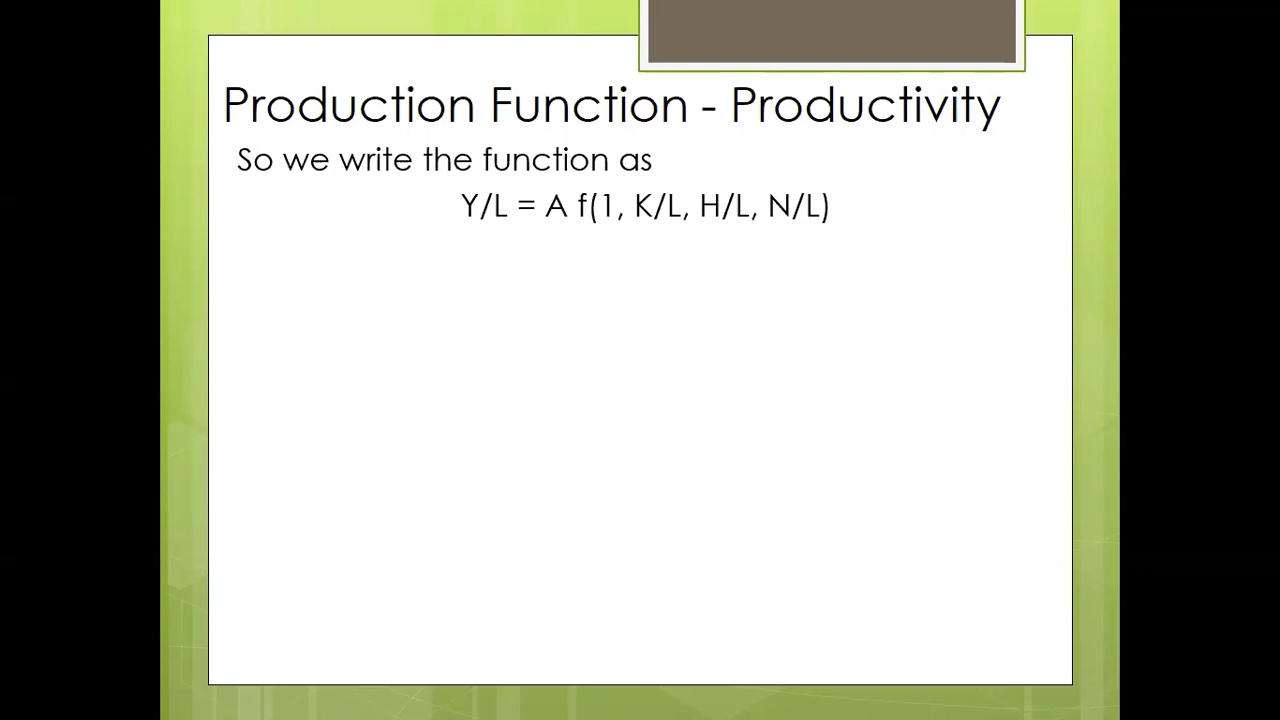 Production Function - Productivity
So we write the function as
Y/L = A f(1, K/L, H/L, N/L)